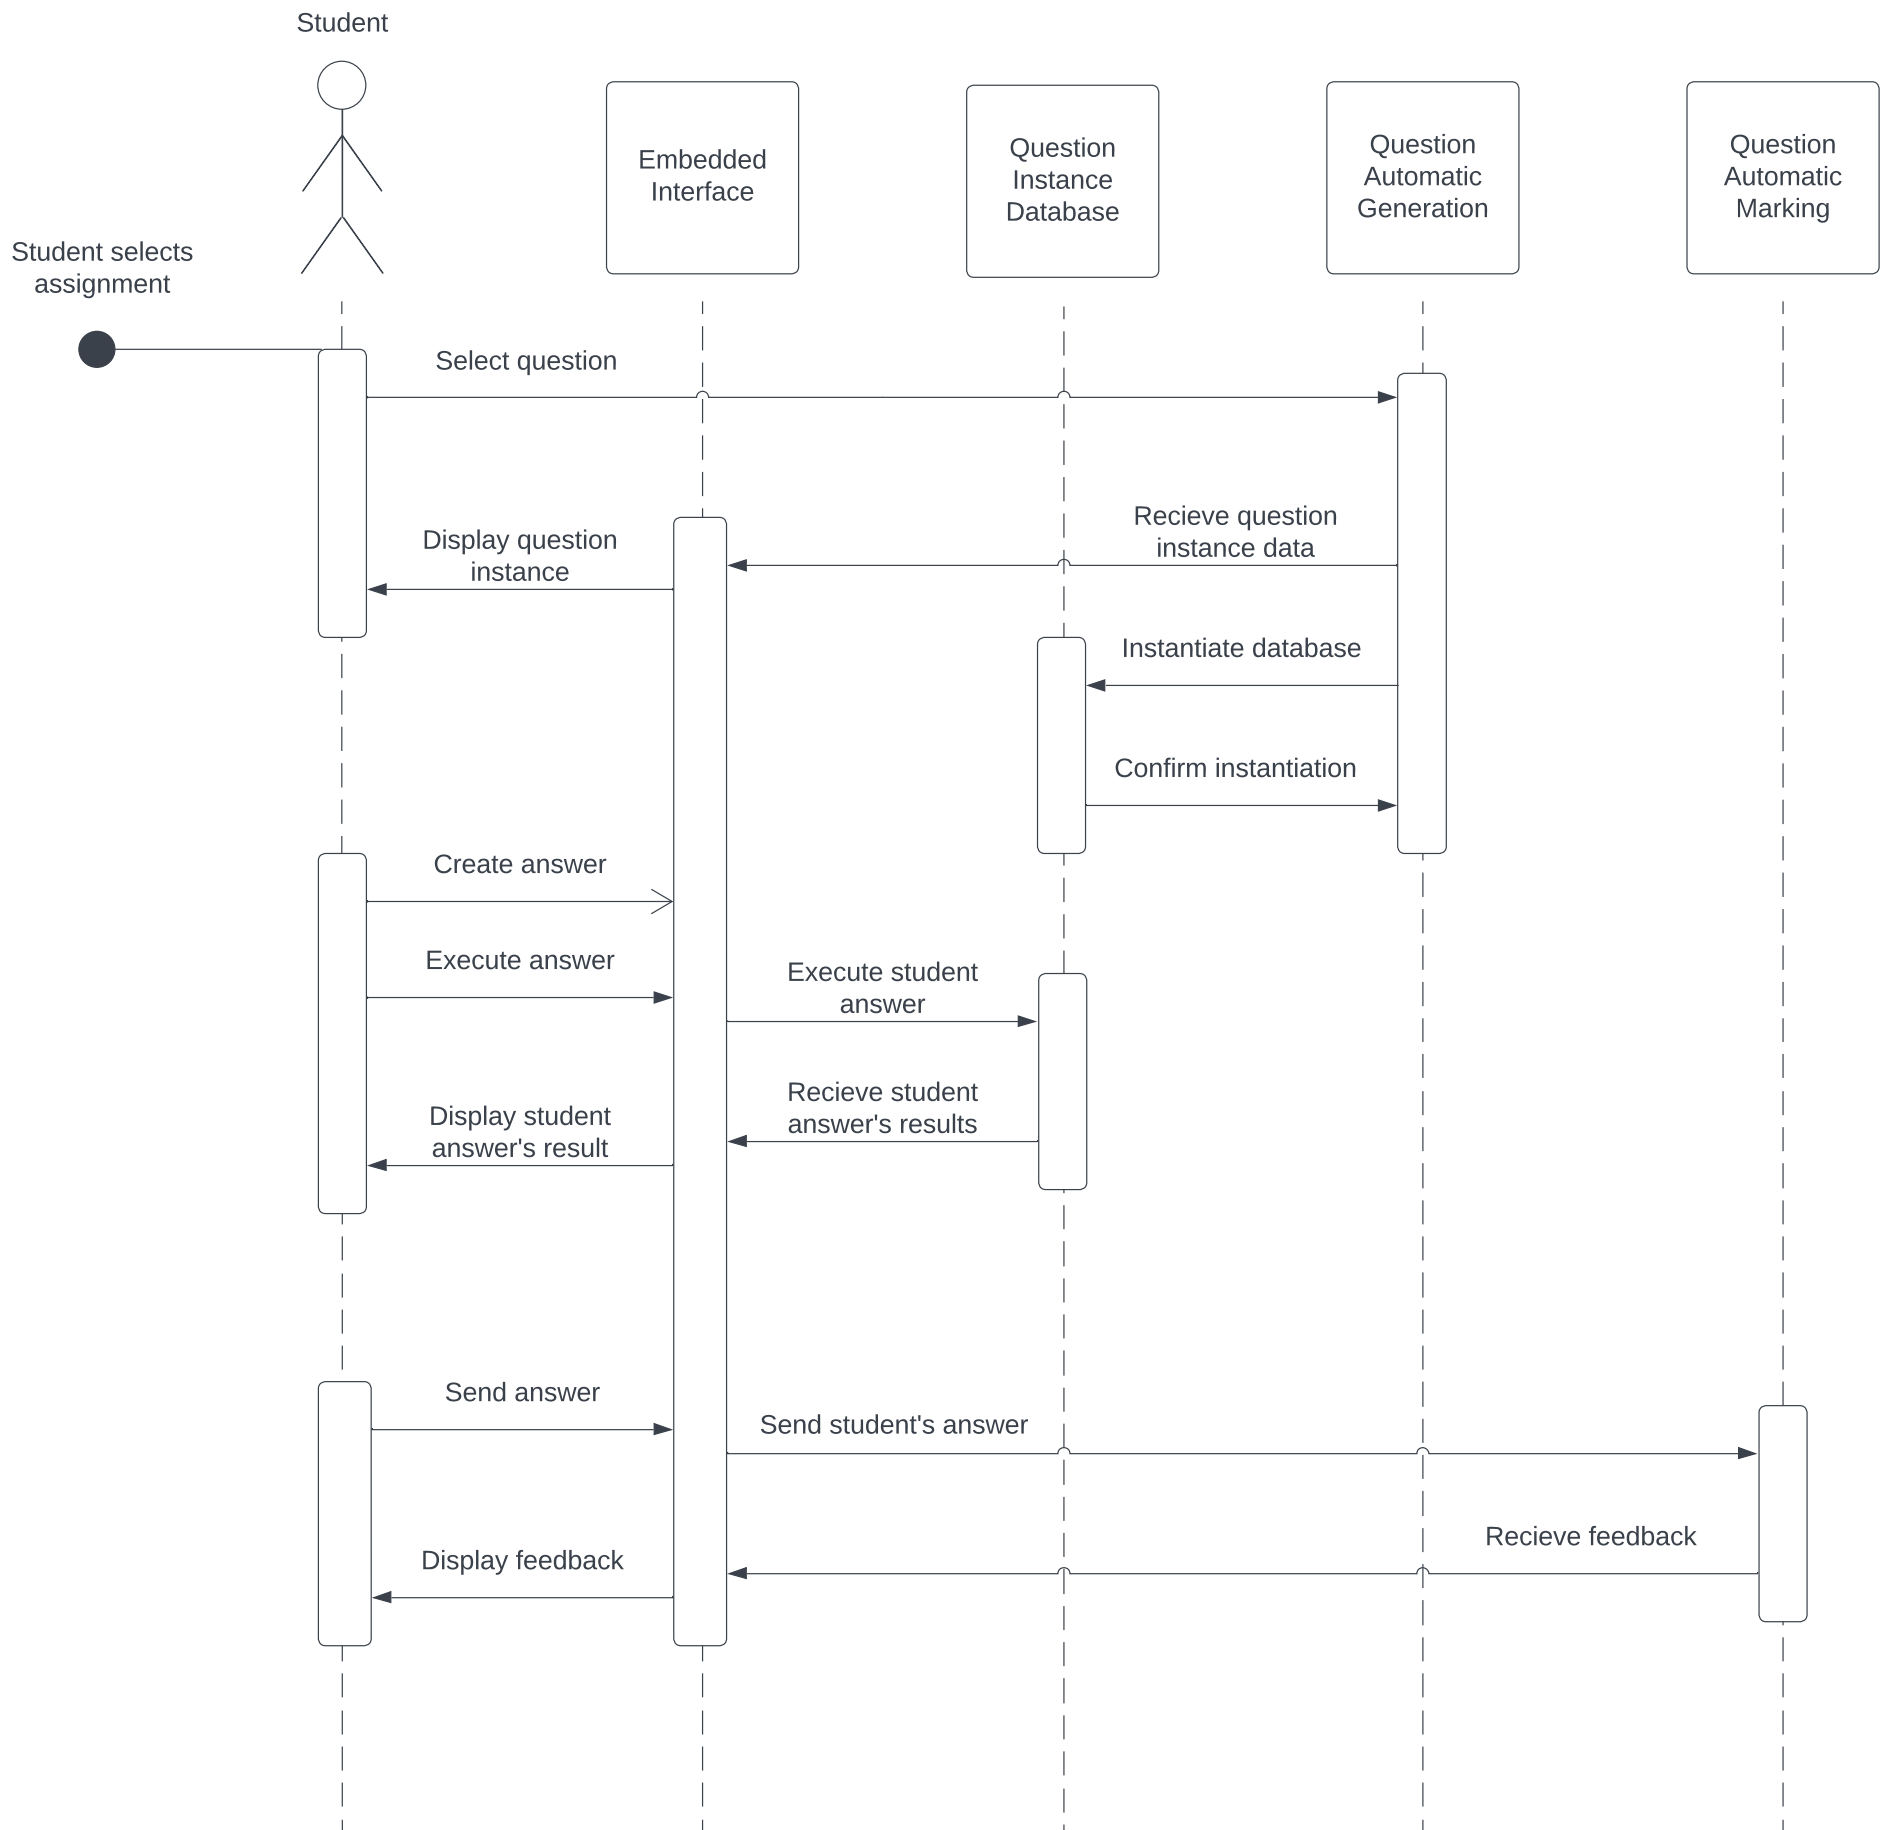 Student
Embedded
Interface
Question
Instance
Database
Question
Automatic
Generation
Question
Automatic
Marking
Student selects
assignment
Select question
Recieve question
instance data
Display question
instance
Instantiate database
Confirm instantiation
Create answer
Execute answer
Execute student
answer
Recieve student
answer's results
Display student
answer's result
Send answer
Send student's answer
Recieve feedback
Display feedback